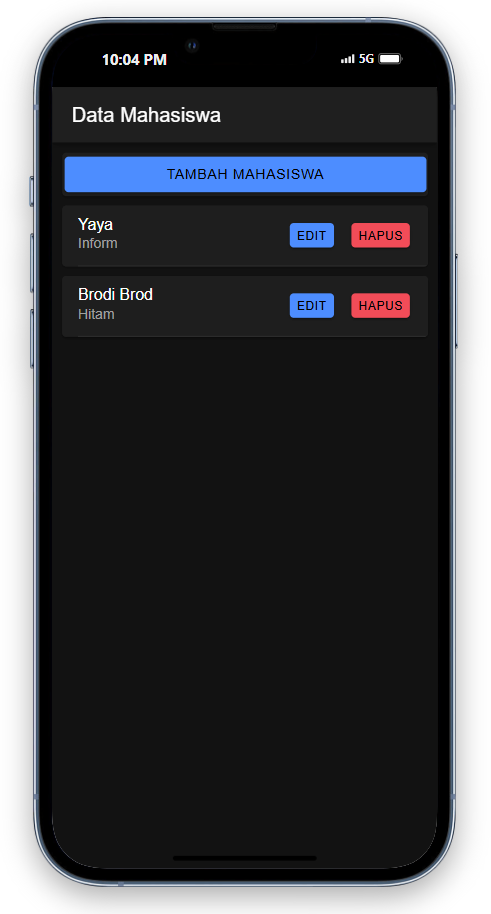 10:04 PM 5G
Data Mahasiswa
TAMBAH MAHASISWA
Yaya
Inform
EDIT HAPUS
Brodi Brod
Hitam
EDIT HAPUS